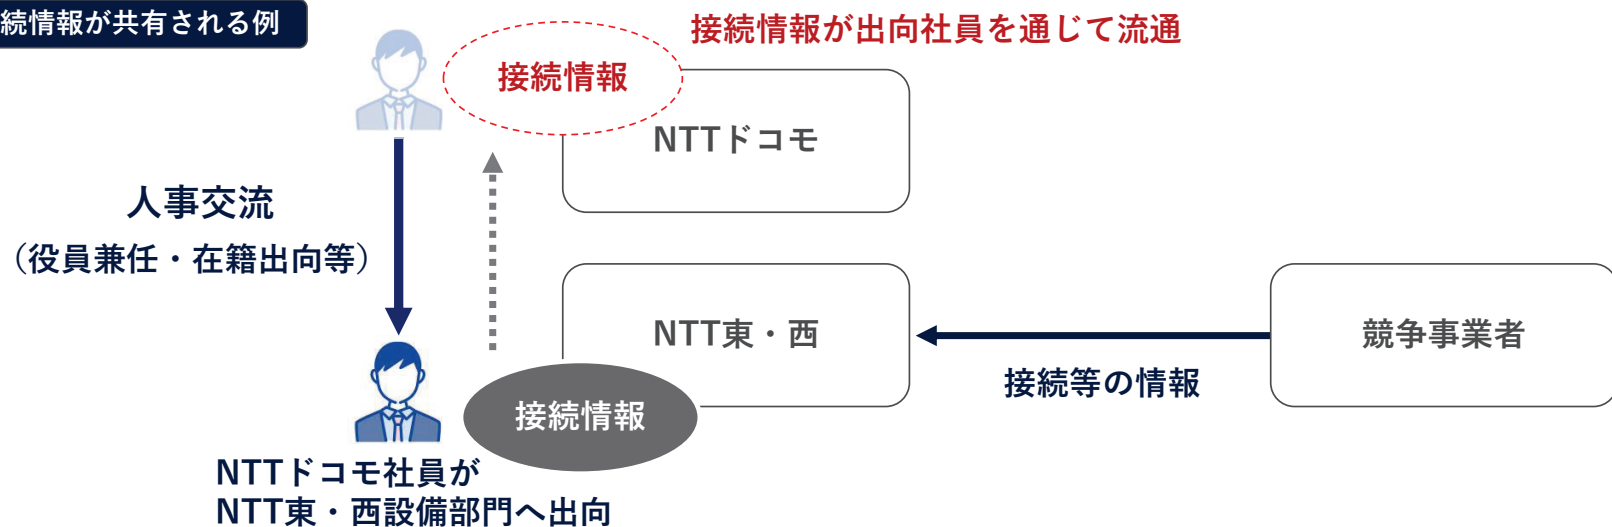 続情報が共有される例
接続情報が出向社員を通じて流通
接続情報
NTTドコモ
人事交流
（役員兼任・在籍出向等）
NTT東・西
競争事業者
接続等の情報
接続情報
NTTドコモ社員が
NTT東・西設備部門へ出向